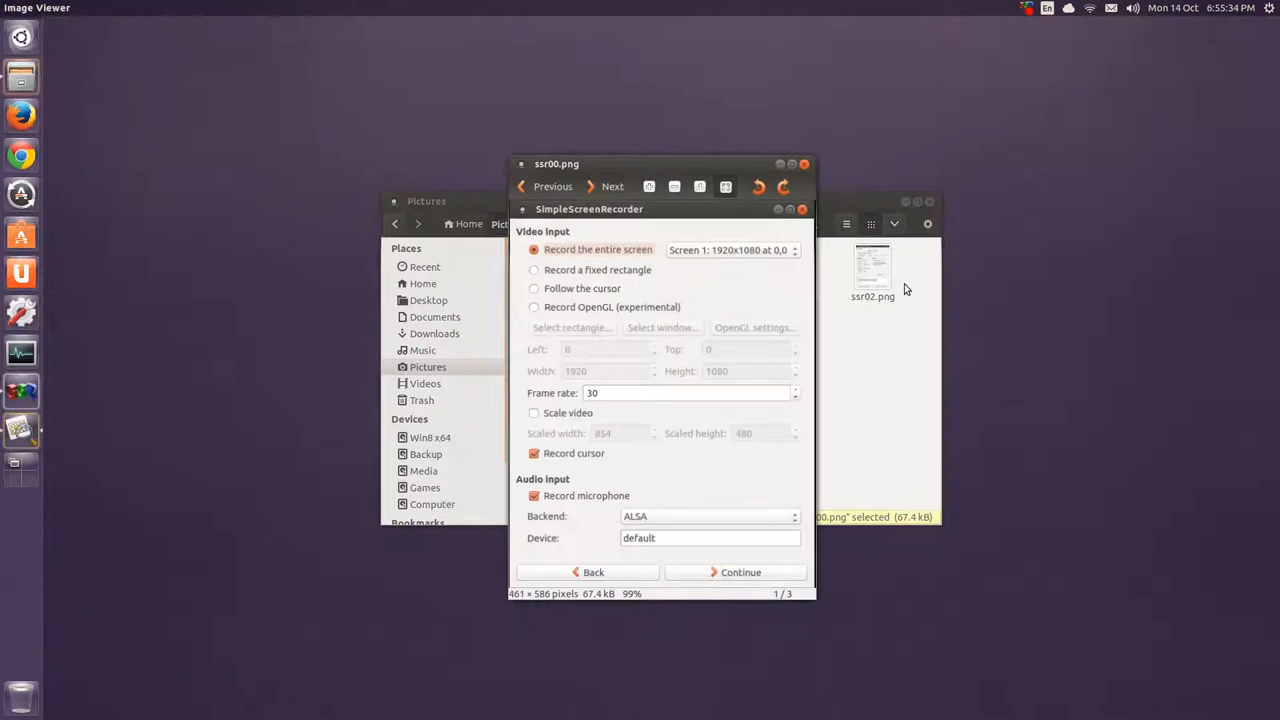 Image Viewer
En
Mon 14 Oct
6:55:34 PM
ssr00.png
Previous
Next
Pictures
Home
SimpleScreenRecorder
Places
Recent
Home
Desktop
Documents
Downloads
Music
Pictures
Videos
Trash
Devices
Win8 x64
Backup
Media
Games
Computer
Bookmarks
Video input
Record the entire screen
Screen 1: 1920x1080 at 0,0
Record a fixed rectangle
Follow the cursor
Record OpenGL (experimental)
Select rectangle...
Select window...
OpenGL settings...
Left: 0
Top: 0
Width: 1920
Height: 1080
Frame rate: 30
Scale video
Scaled width: 854
Scaled height: 480
Record cursor
Audio input
Record microphone
Backend: ALSA
Device: default
Back
Continue
461 × 586 pixels 67.4 kB 99%
1 / 3
ssr02.png
00.png" selected (67.4 kB)